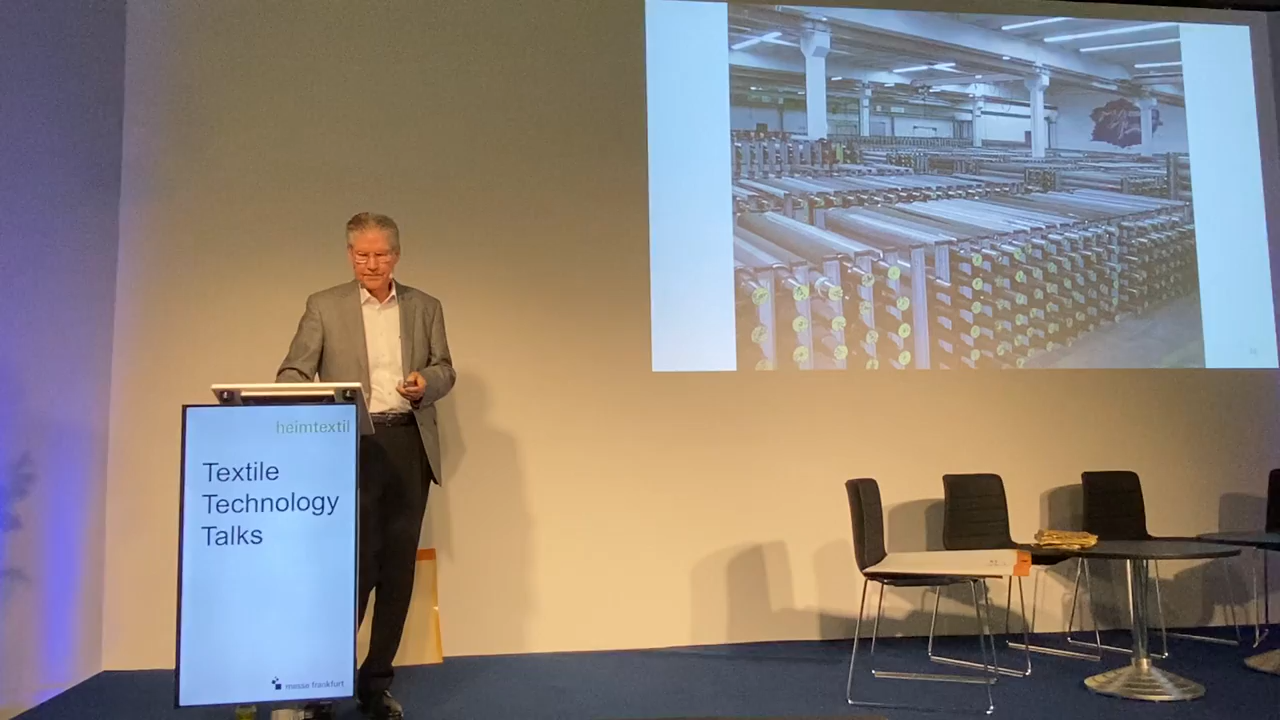 heimtextil
Textile
Technology
Talks
messe frankfurt